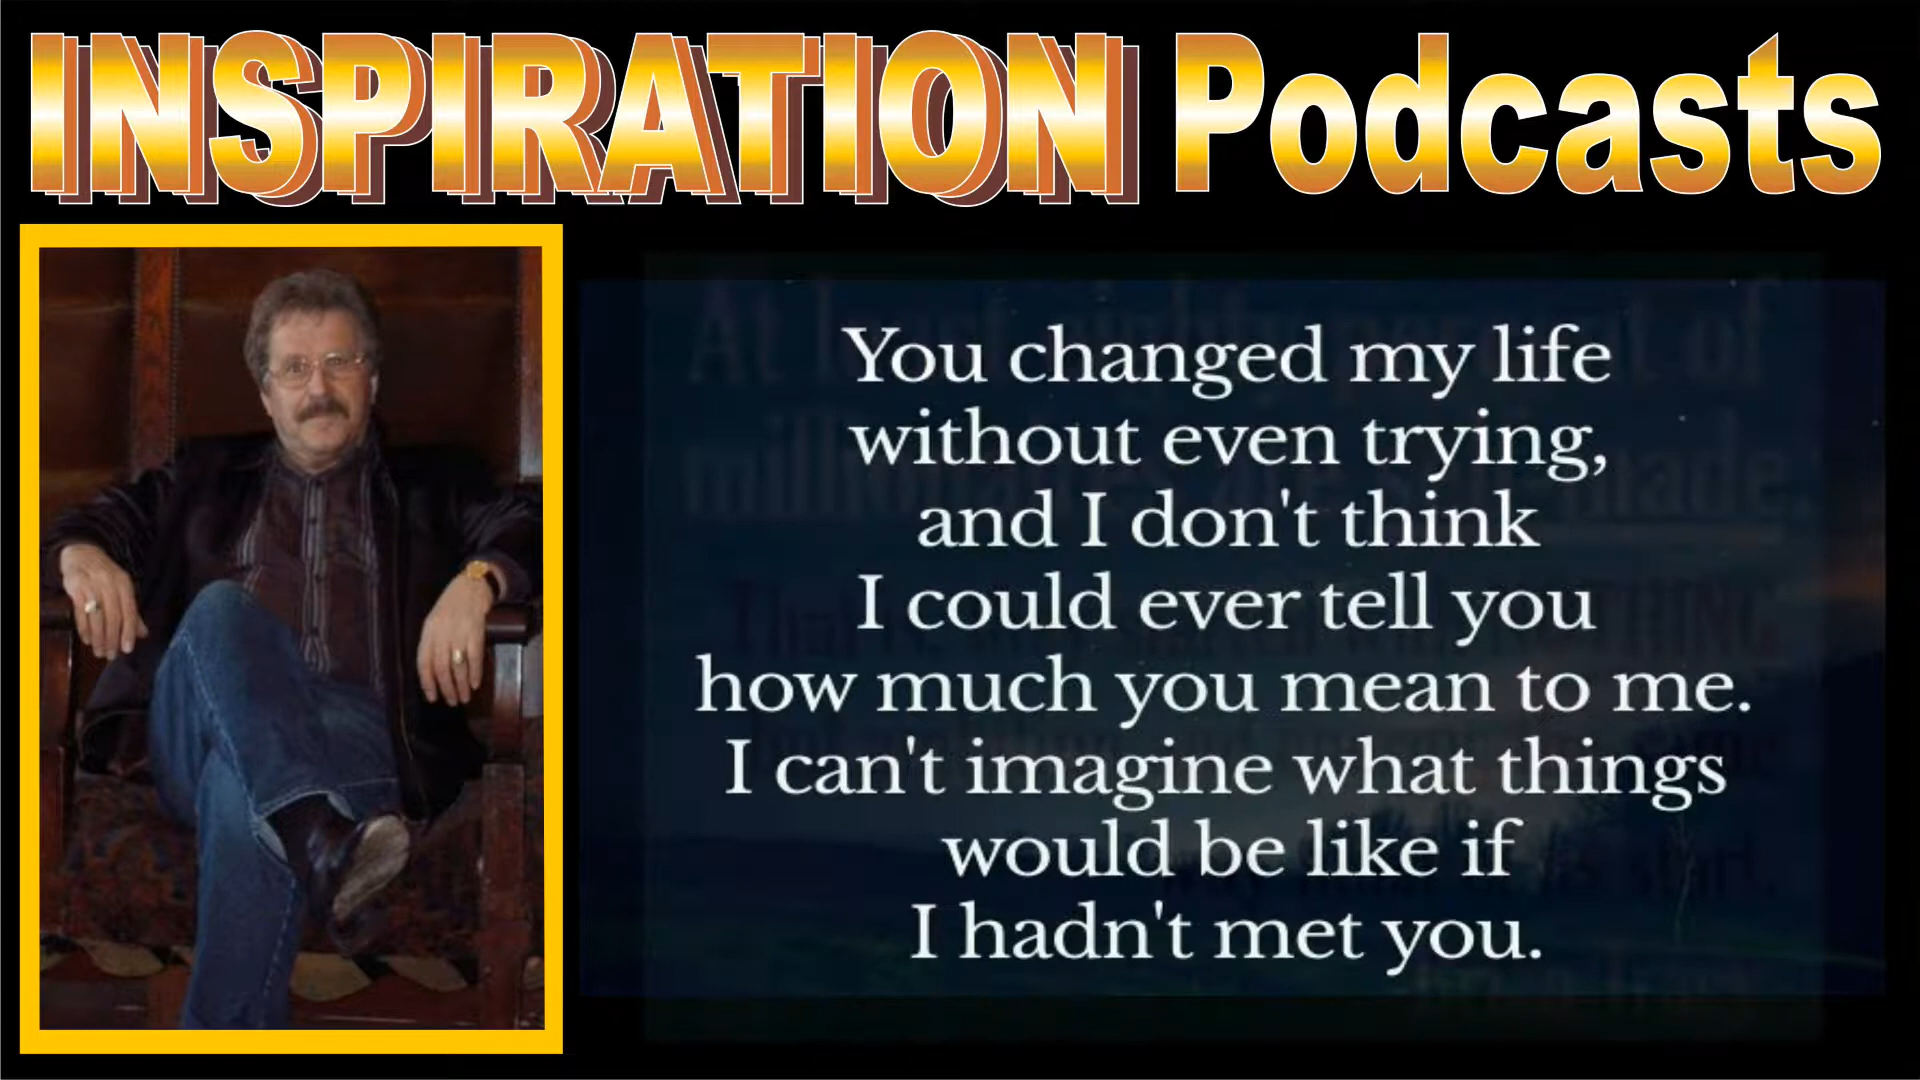 INSPIRATION Podcasts
You changed my life
without even trying,
and I don't think
I could ever tell you
how much you mean to me.
I can't imagine what things
would be like if
I hadn't met you.